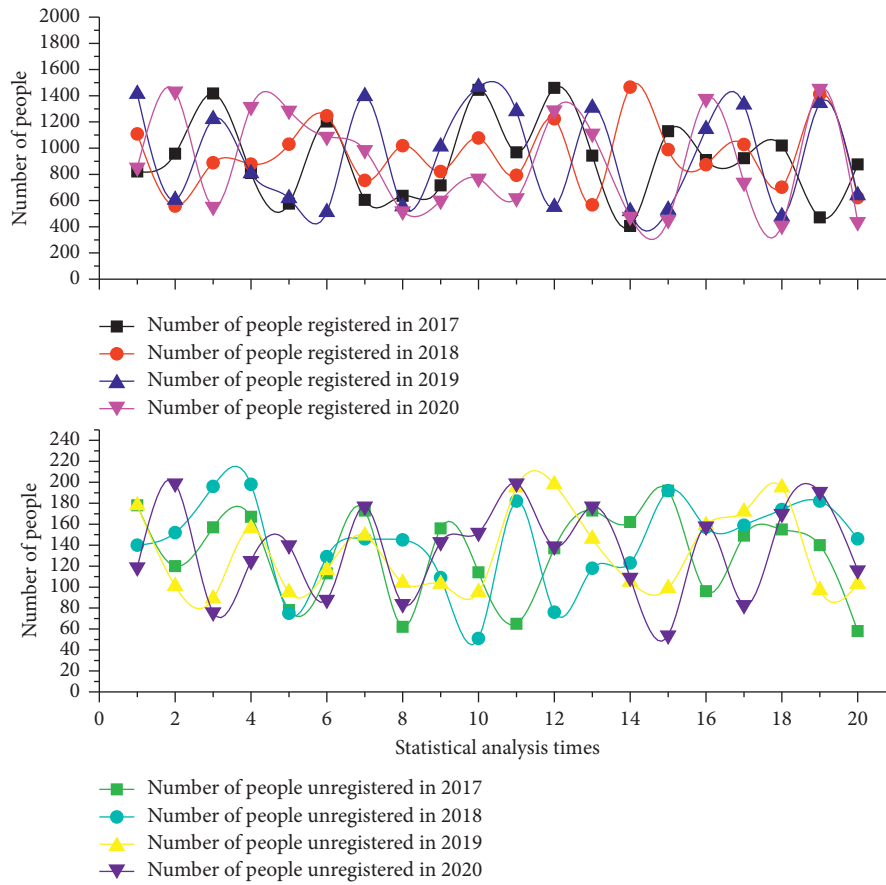 2000
1800
1600
1400
1200
1000
800
600
400
200
0
Number of people
Number of people registered in 2017
Number of people registered in 2018
Number of people registered in 2019
Number of people registered in 2020
240
220
200
180
160
140
120
100
80
60
40
20
0
Number of people
0 2 4 6 8 10 12 14 16 18 20
Statistical analysis times
Number of people unregistered in 2017
Number of people unregistered in 2018
Number of people unregistered in 2019
Number of people unregistered in 2020